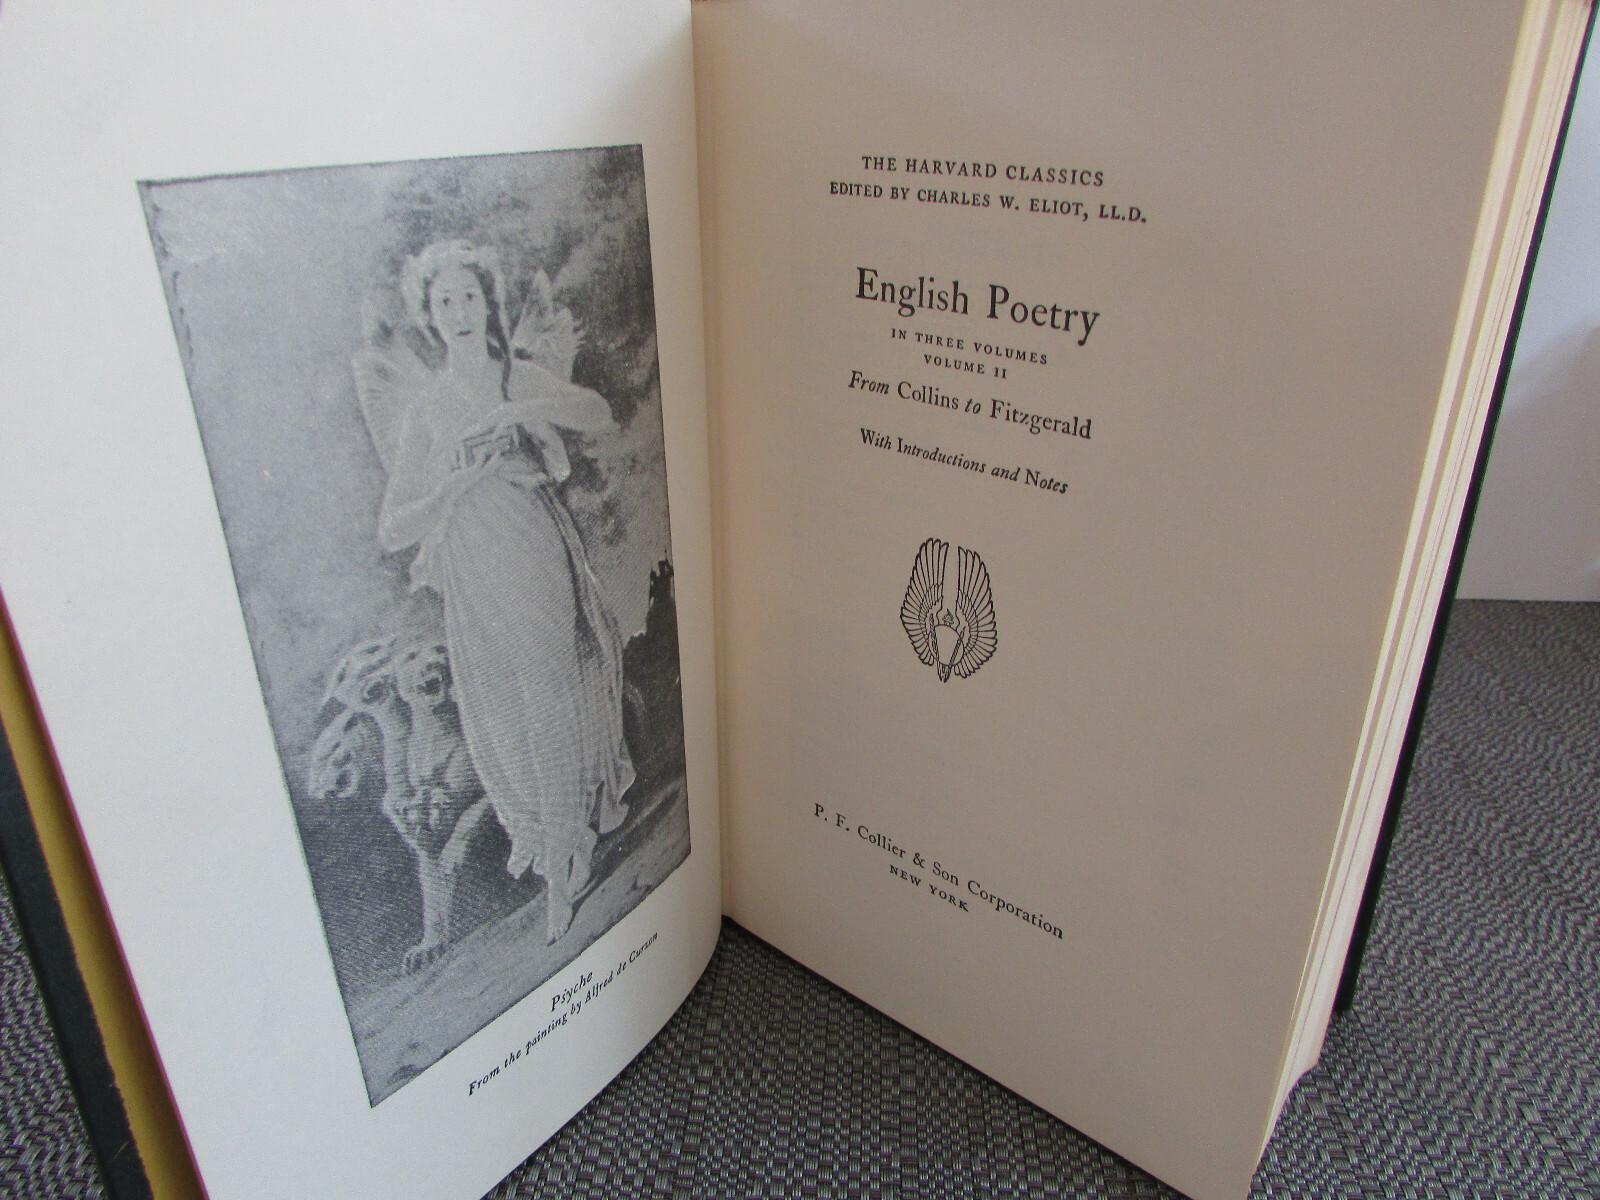 Psyche
From the painting by Alfred de Curzon
THE HARVARD CLASSICS
EDITED BY CHARLES W. ELIOT, LL.D.
English Poetry
IN THREE VOLUMES
VOLUME II
From Collins to Fitzgerald
With Introductions and Notes
P. F. Collier & Son Corporation
NEW YORK